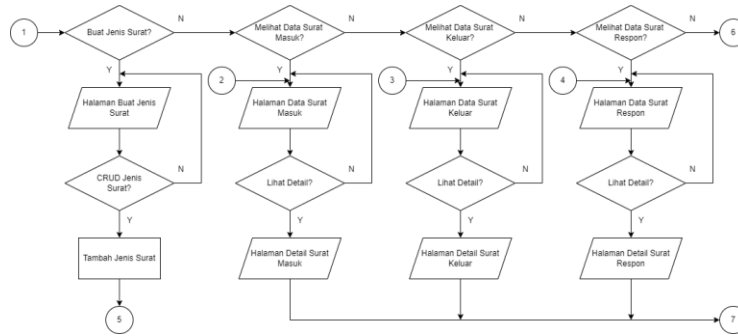 1
Buat Jenis Surat?
N
Melihat Data Surat
Masuk?
N
Melihat Data Surat
Keluar?
N
Melihat Data Surat
Respon?
N
6
Y
Y
Y
Y
2
3
4
Halaman Buat Jenis
Surat
Halaman Data Surat
Masuk
Halaman Data Surat
Keluar
Halaman Data Surat
Respon
CRUD Jenis
Surat?
N
Lihat Detail?
N
Lihat Detail?
N
Lihat Detail?
N
Y
Y
Y
Y
Tambah Jenis Surat
Halaman Detail Surat
Masuk
Halaman Detail Surat
Keluar
Halaman Detail Surat
Respon
5
7